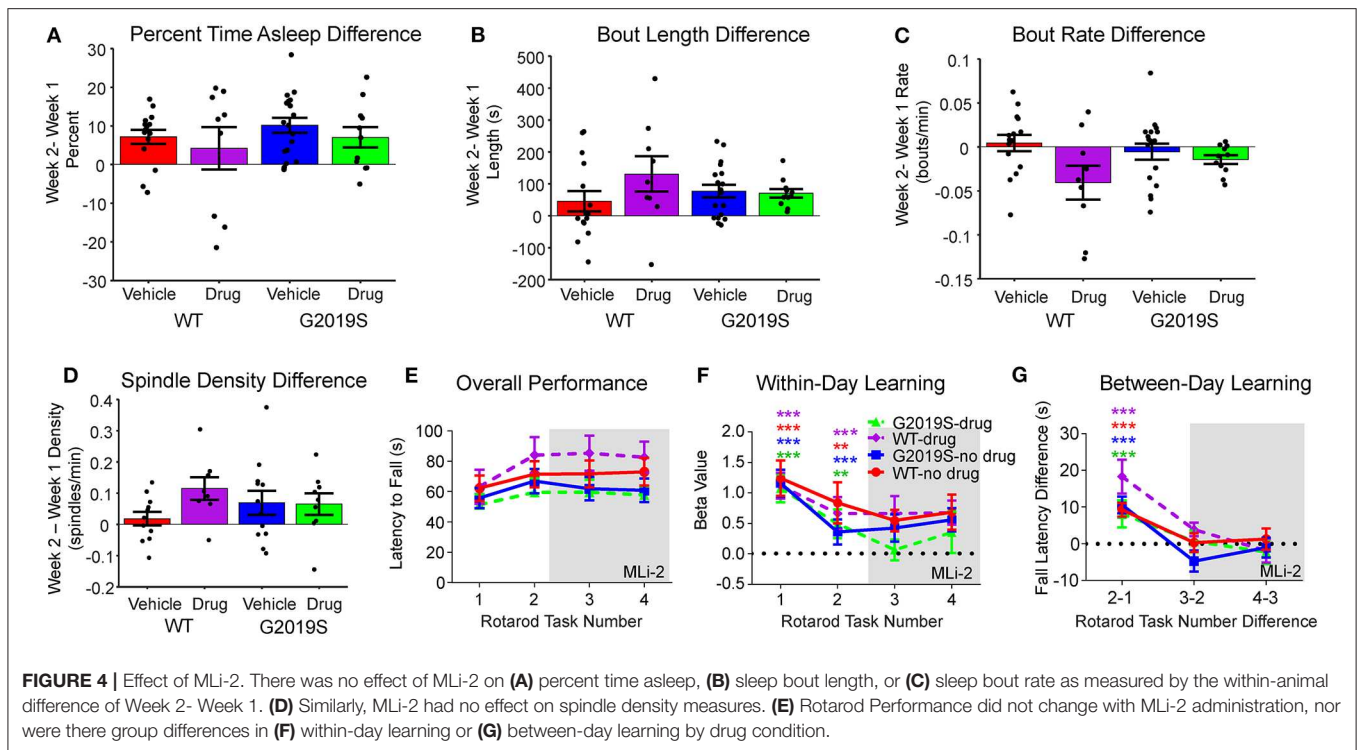 A Percent Time Asleep Difference
Week 2- Week 1
Percent
30
20
10
0
-10
-20
-30
Vehicle Drug Vehicle Drug
WT G2019S
B Bout Length Difference
Week 2- Week 1
Length (s)
500
400
300
200
100
0
-100
-200
Vehicle Drug Vehicle Drug
WT G2019S
C Bout Rate Difference
Week 2- Week 1 Rate
(bouts/min)
0.1
0.05
0
-0.05
-0.1
-0.15
Vehicle Drug Vehicle Drug
WT G2019S
D Spindle Density Difference
Week 2 – Week 1 Density
(spindles/min)
0.4
0.3
0.2
0.1
0
-0.1
-0.2
Vehicle Drug Vehicle Drug
WT G2019S
E Overall Performance
Latency to Fall (s)
100
80
60
40
20
0
MLi-2
1 2 3 4
Rotarod Task Number
F Within-Day Learning
Beta Value
2.0
1.5
1.0
0.5
0.0
-0.5
***
***
***
***
***
**
***
**
G2019S-drug
WT-drug
G2019S-no drug
WT-no drug
MLi-2
1 2 3 4
Rotarod Task Number
G Between-Day Learning
Fall Latency Difference (s)
30
20
10
0
-10
***
***
***
***
MLi-2
2-1 3-2 4-3
Rotarod Task Number Difference
FIGURE 4 | Effect of MLi-2. There was no effect of MLi-2 on (A) percent time asleep, (B) sleep bout length, or (C) sleep bout rate as measured by the within-animal
difference of Week 2- Week 1. (D) Similarly, MLi-2 had no effect on spindle density measures. (E) Rotarod Performance did not change with MLi-2 administration, nor
were there group differences in (F) within-day learning or (G) between-day learning by drug condition.